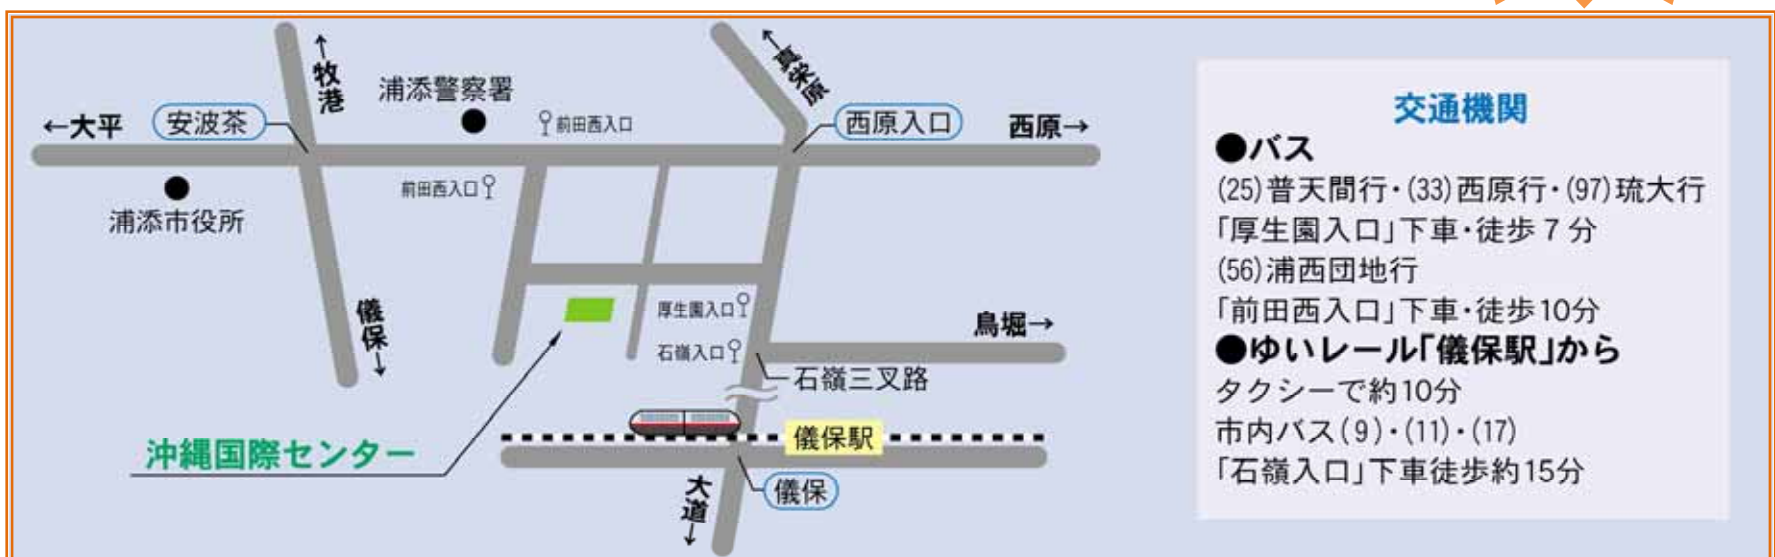 ↑牧港
↑真栄原
浦添警察署
←大平
安波茶
前田西入口
西原入口
西原→
前田西入口
浦添市役所
儀保↓
厚生園入口
鳥堀→
石嶺入口
石嶺三叉路
儀保駅
沖縄国際センター
大道↓
儀保
交通機関
●バス
(25)普天間行・(33)西原行・(97)琉大行
「厚生園入口」下車・徒歩7分
(56)浦西団地行
「前田西入口」下車・徒歩10分
●ゆいレール「儀保駅」から
タクシーで約10分
市内バス(9)・(11)・(17)
「石嶺入口」下車徒歩約15分